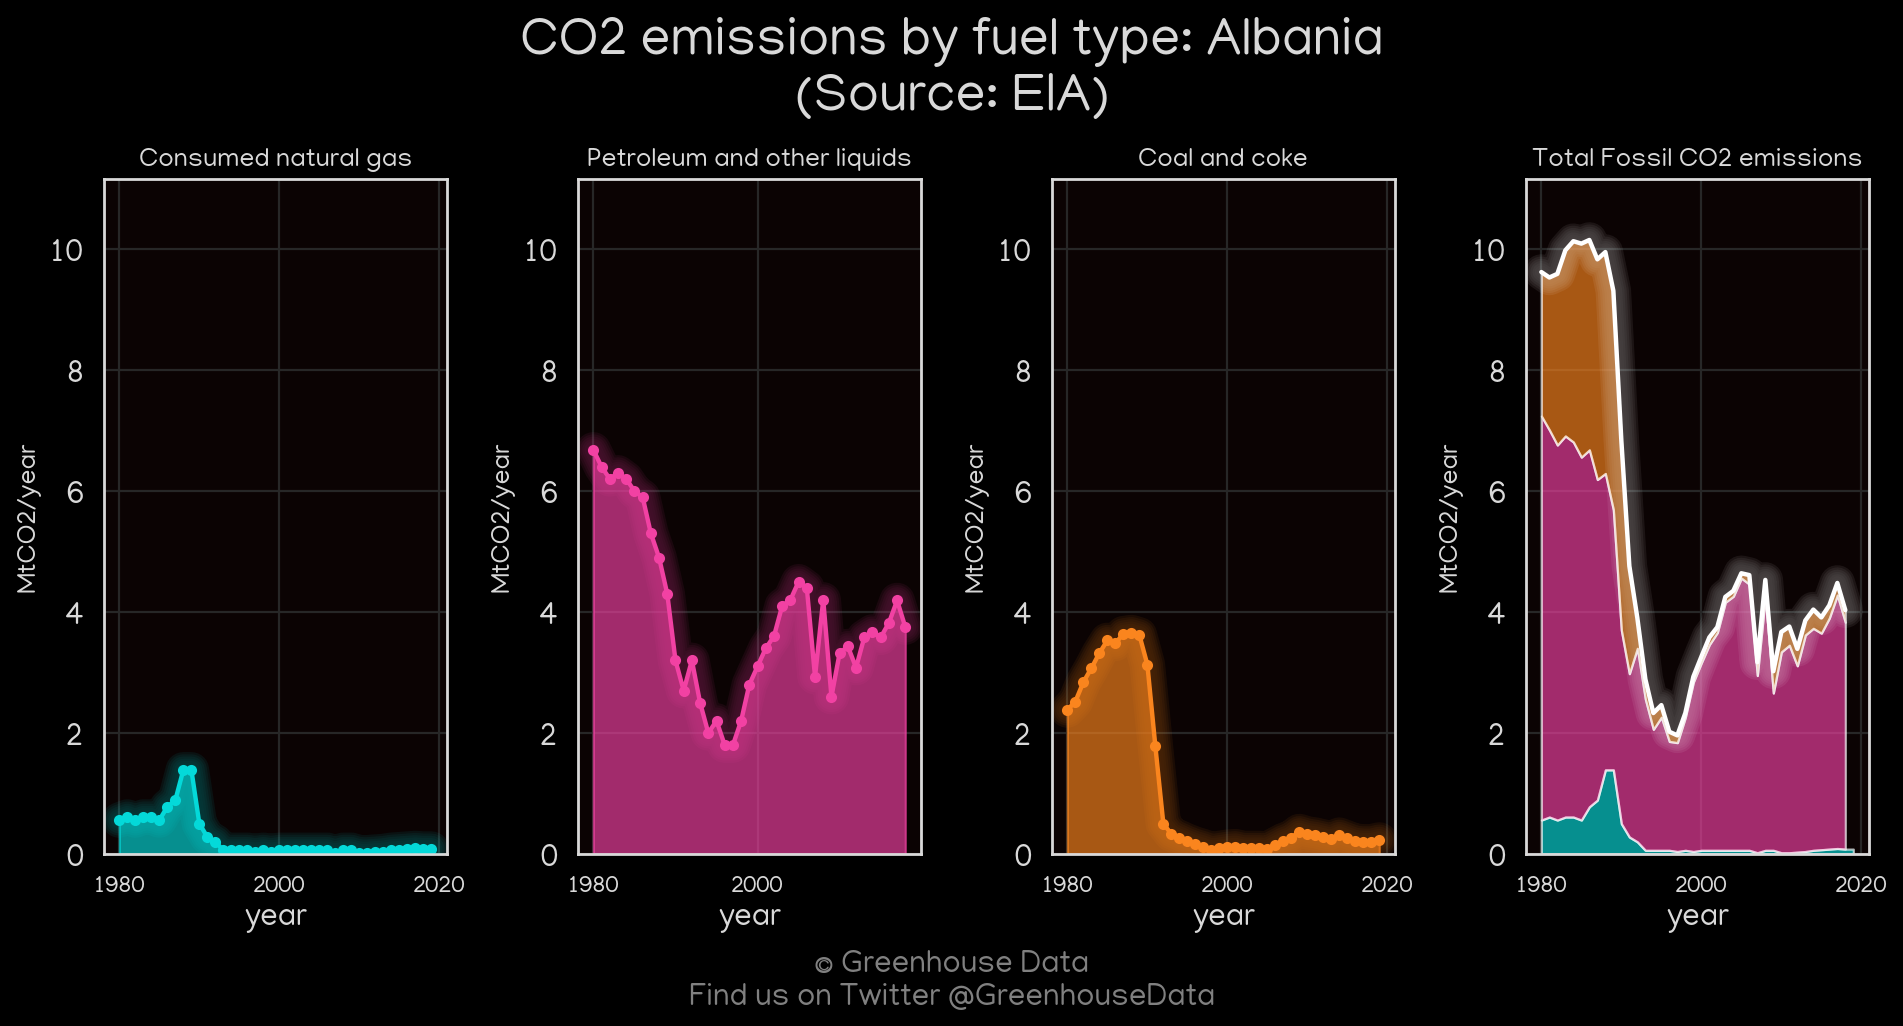 CO2 emissions by fuel type: Albania
(Source: EIA)
Consumed natural gas
Petroleum and other liquids
Coal and coke
Total Fossil CO2 emissions
MtCO2/year
10
8
6
4
2
0
1980
2000
2020
year
MtCO2/year
10
8
6
4
2
0
1980
2000
year
MtCO2/year
10
8
6
4
2
0
1980
2000
2020
year
MtCO2/year
10
8
6
4
2
0
1980
2000
2020
year
© Greenhouse Data
Find us on Twitter @GreenhouseData